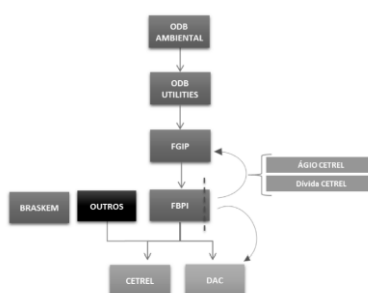 ODB
AMBIENTAL
ODB
UTILITIES
FGIP
ÁGIO CETREL
Dívida CETREL
BRASKEM
OUTROS
FBPI
CETREL
DAC